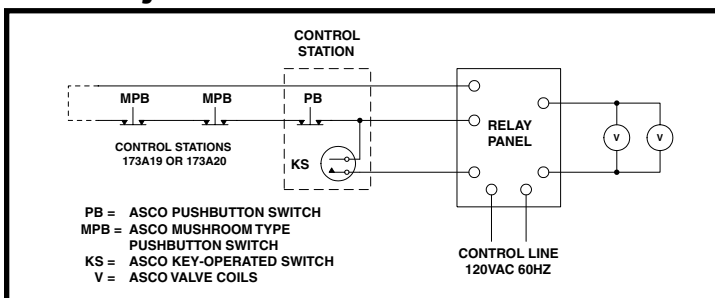 CONTROL
STATION
MPB
MPB
PB
CONTROL STATIONS
173A19 OR 173A20
KS
RELAY
PANEL
V
V
PB = ASCO PUSHBUTTON SWITCH
MPB = ASCO MUSHROOM TYPE
PUSHBUTTON SWITCH
KS = ASCO KEY-OPERATED SWITCH
V = ASCO VALVE COILS
CONTROL LINE
120VAC 60HZ